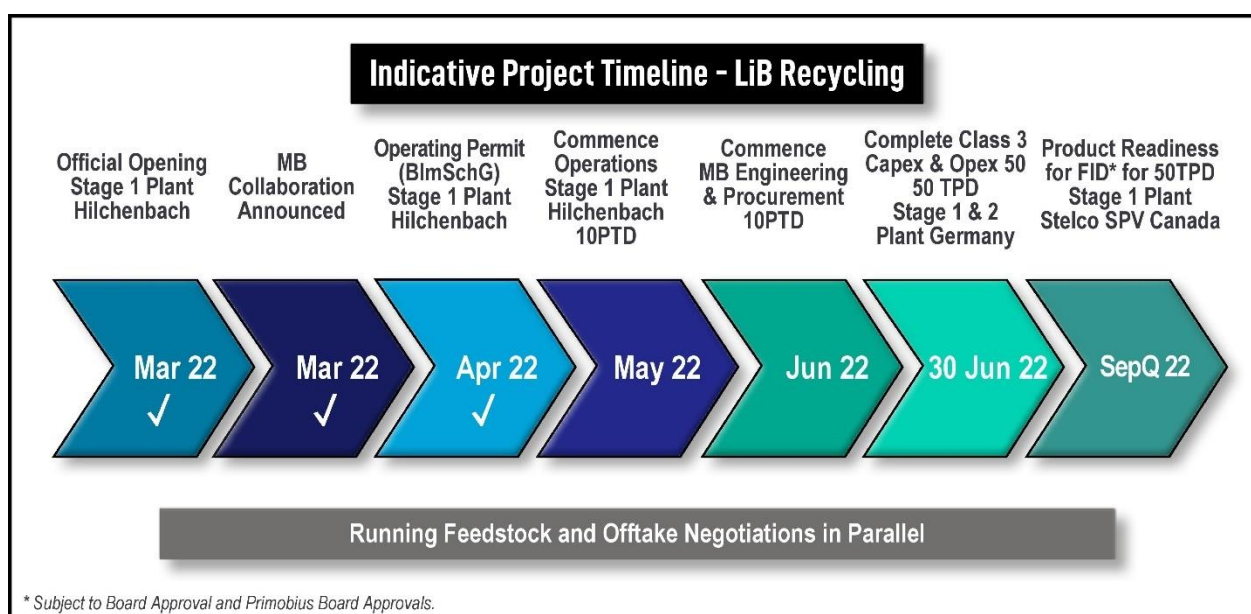 Indicative Project Timeline - LiB Recycling
Official Opening
Stage 1 Plant
Hilchenbach
MB
Collaboration
Announced
Operating Permit
(BImSchG)
Stage 1 Plant
Hilchenbach
Commence
Operations
Stage 1 Plant
Hilchenbach
10PTD
Commence
MB Engineering
& Procurement
10PTD
Complete Class 3
Capex & Opex 50
50 TPD
Stage 1 & 2
Plant Germany
Product Readiness
for FID* for 50TPD
Stage 1 Plant
Stelco SPV Canada
Mar 22
✓
Mar 22
✓
Apr 22
✓
May 22
Jun 22
30 Jun 22
SepQ 22
Running Feedstock and Offtake Negotiations in Parallel
* Subject to Board Approval and Primobius Board Approvals.